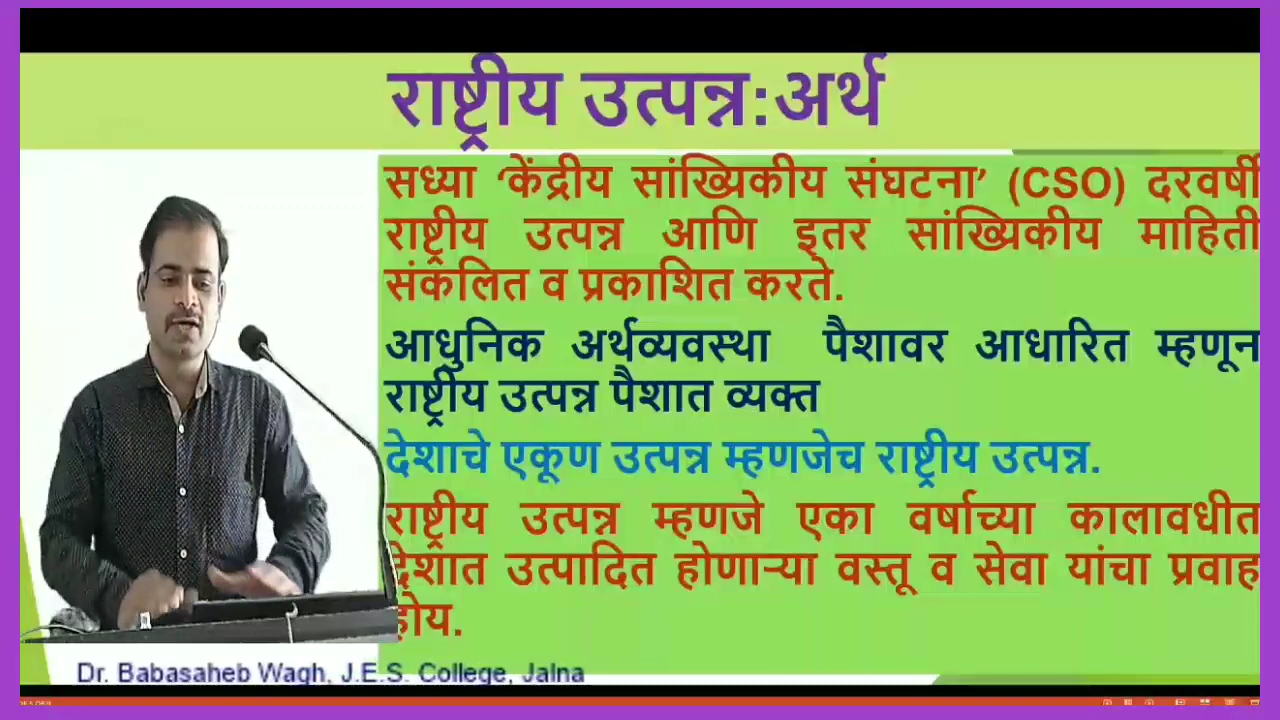 राष्ट्रीय उत्पन्न:अर्थ
सध्या ‘केंद्रीय सांख्यिकीय संघटना’ (CSO) दरवर्षी
राष्ट्रीय उत्पन्न आणि इतर सांख्यिकीय माहिती
संकलित व प्रकाशित करते.
आधुनिक अर्थव्यवस्था पैशावर आधारित म्हणून
राष्ट्रीय उत्पन्न पैशात व्यक्त
देशाचे एकूण उत्पन्न म्हणजेच राष्ट्रीय उत्पन्न.
राष्ट्रीय उत्पन्न म्हणजे एका वर्षाच्या कालावधीत
देशात उत्पादित होणाऱ्या वस्तू व सेवा यांचा प्रवाह
होय.
Dr. Babasaheb Wagh, J.E.S. College, Jalna